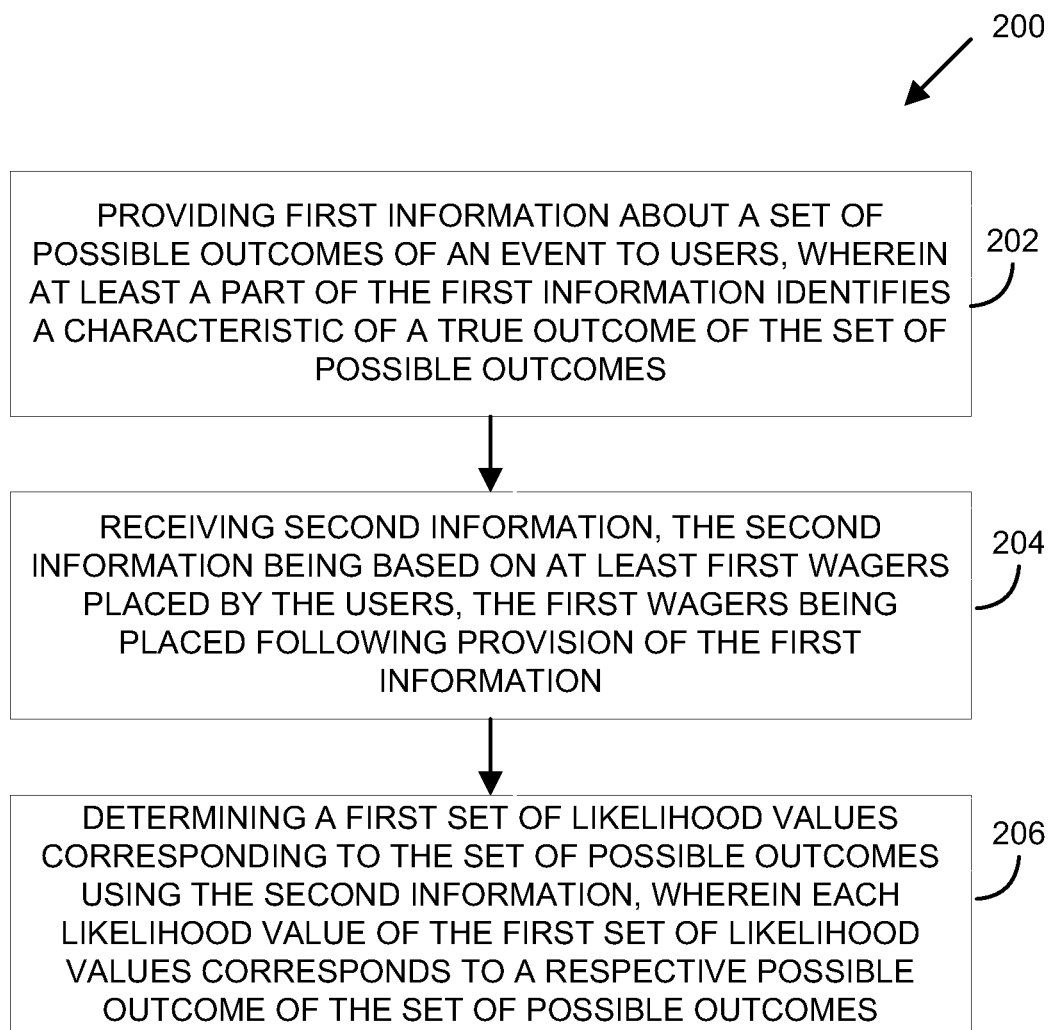 200
PROVIDING FIRST INFORMATION ABOUT A SET OF
POSSIBLE OUTCOMES OF AN EVENT TO USERS, WHEREIN
AT LEAST A PART OF THE FIRST INFORMATION IDENTIFIES
A CHARACTERISTIC OF A TRUE OUTCOME OF THE SET OF
POSSIBLE OUTCOMES
202
RECEIVING SECOND INFORMATION, THE SECOND
INFORMATION BEING BASED ON AT LEAST FIRST WAGERS
PLACED BY THE USERS, THE FIRST WAGERS BEING
PLACED FOLLOWING PROVISION OF THE FIRST
INFORMATION
204
DETERMINING A FIRST SET OF LIKELIHOOD VALUES
CORRESPONDING TO THE SET OF POSSIBLE OUTCOMES
USING THE SECOND INFORMATION, WHEREIN EACH
LIKELIHOOD VALUE OF THE FIRST SET OF LIKELIHOOD
VALUES CORRESPONDS TO A RESPECTIVE POSSIBLE
OUTCOME OF THE SET OF POSSIBLE OUTCOMES
206